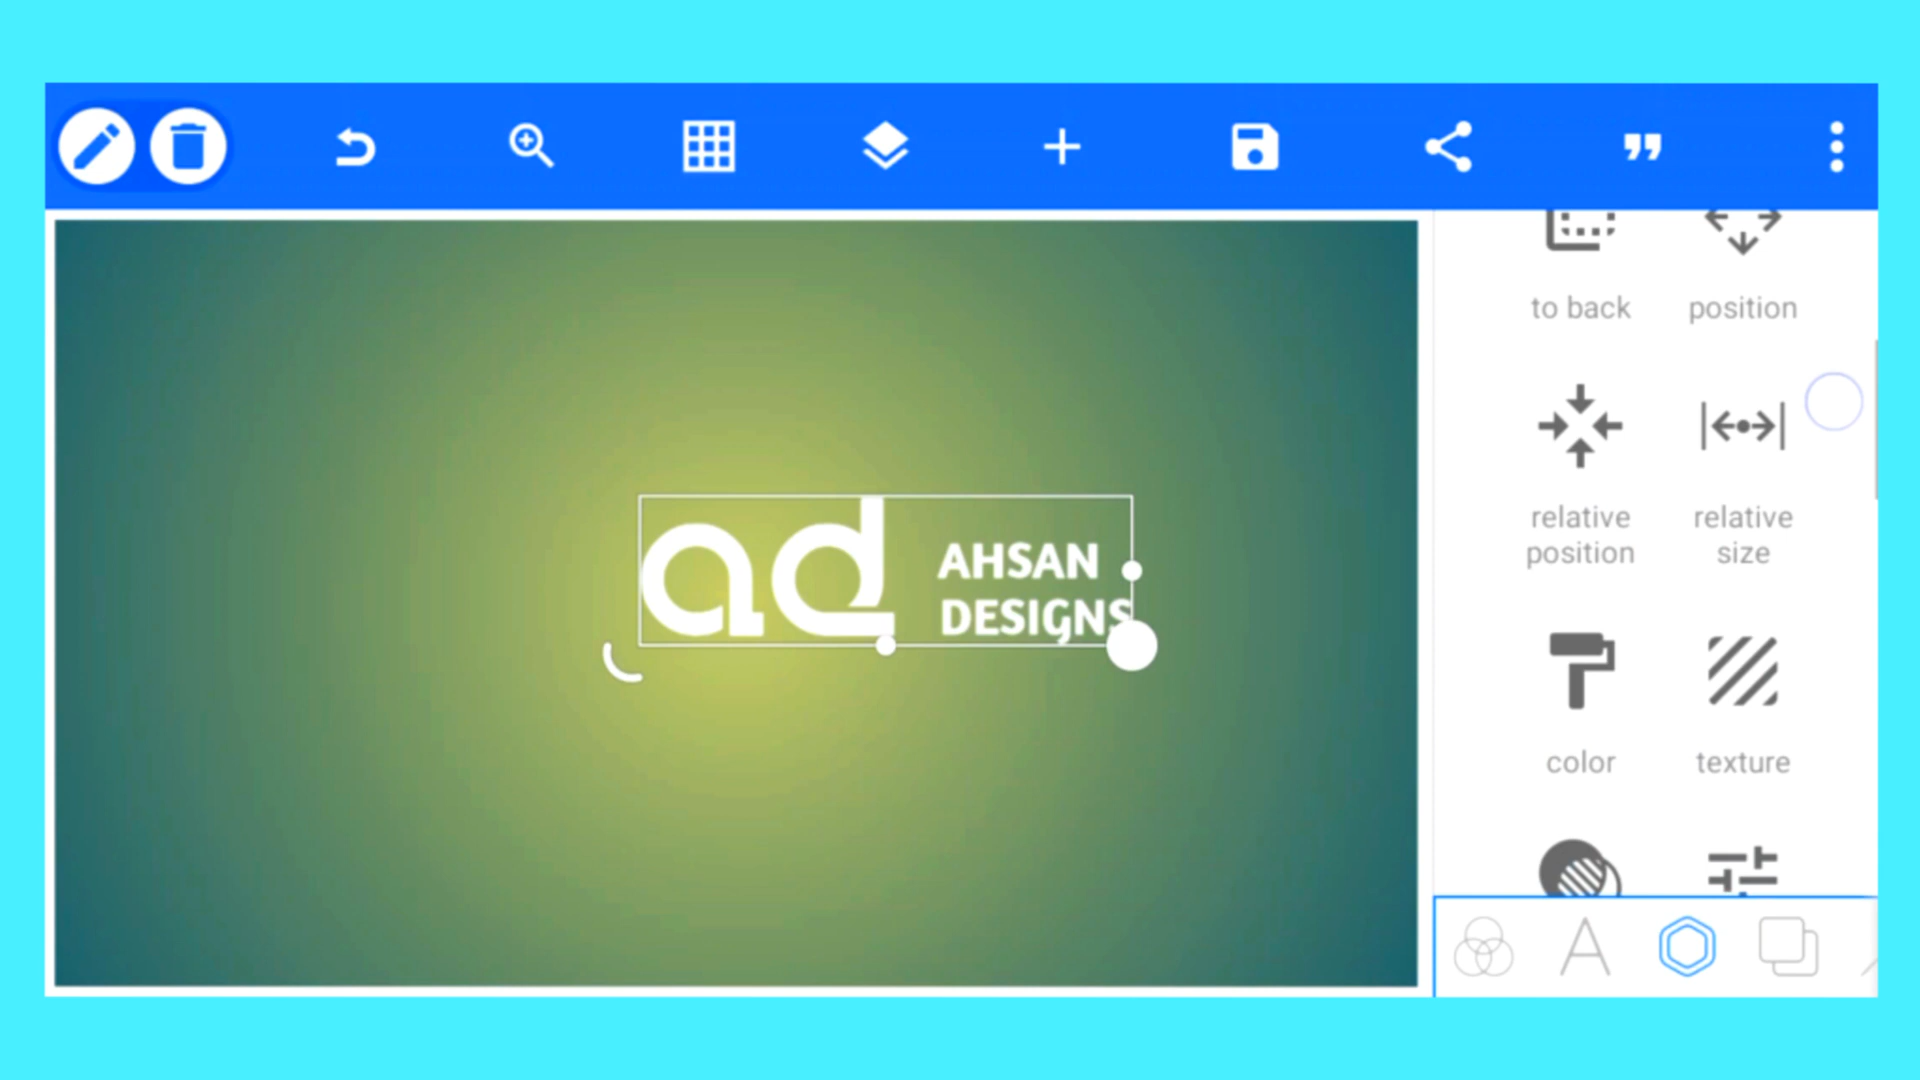 ad
AHSAN
DESIGNS
to back
position
relative
position
relative
size
color
texture